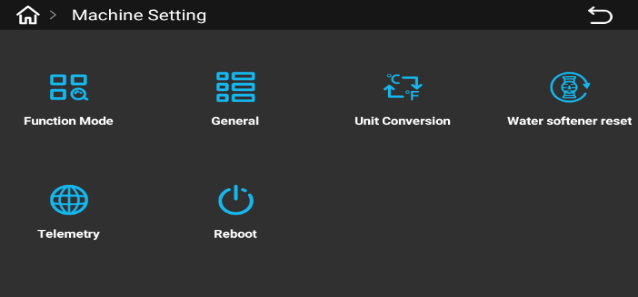 > Machine Setting
Function Mode
General
Unit Conversion
Water softener reset
°C
°F
Telemetry
Reboot